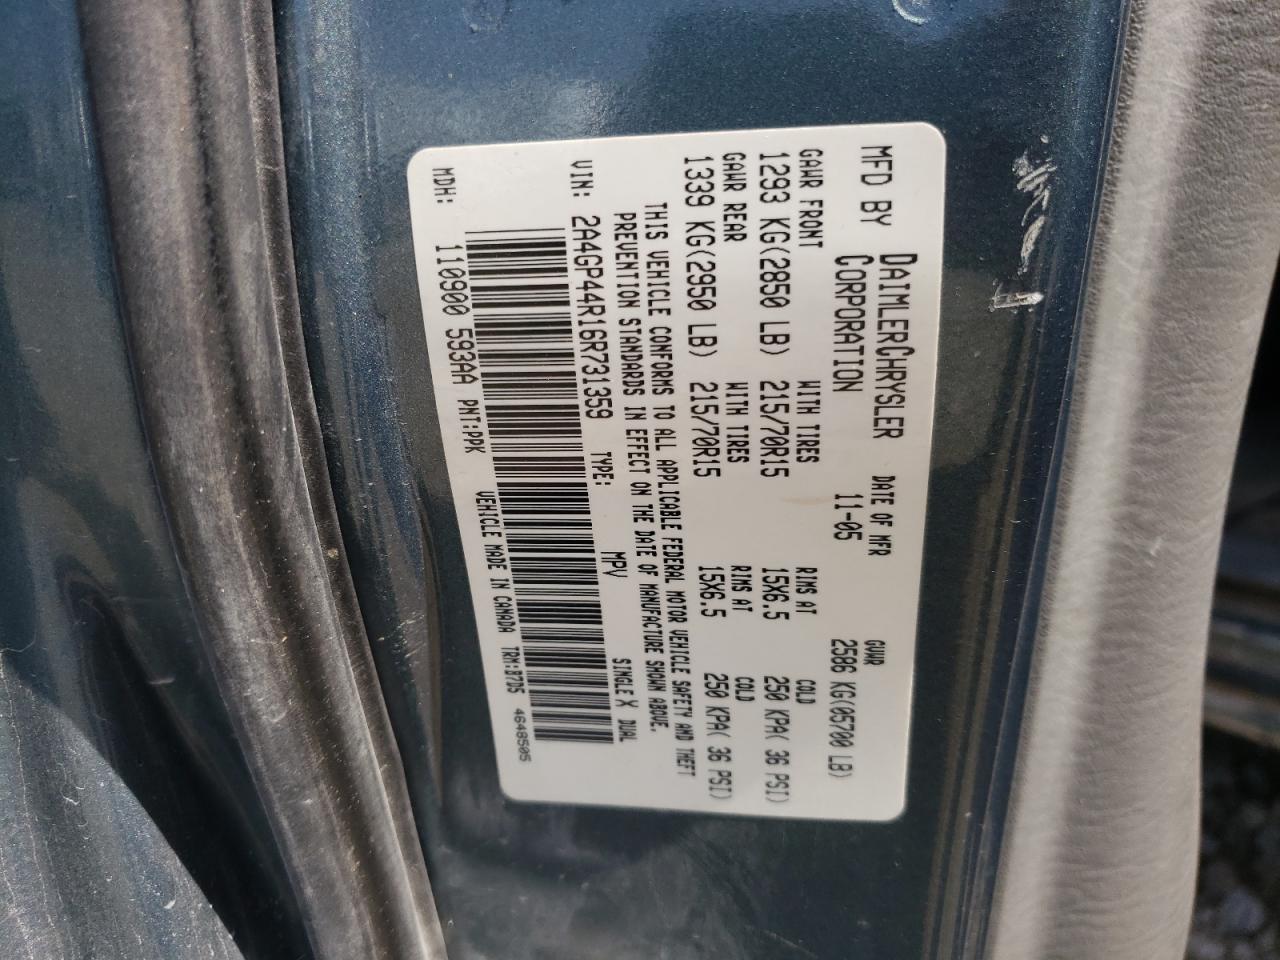 MFD BY DAIMLERCHRYSLER CORPORATION DATE OF MFR 11-05 GVWR 2586 KG(05700 LB)
GAWR FRONT WITH TIRES RIMS AT COLD
1293 KG(2850 LB) 215/70R15 15X6.5 250 KPA( 36 PSI)
GAWR REAR WITH TIRES RIMS AT COLD
1339 KG(2950 LB) 215/70R15 15X6.5 250 KPA( 36 PSI)
THIS VEHICLE CONFORMS TO ALL APPLICABLE FEDERAL MOTOR VEHICLE SAFETY AND THEFT
PREVENTION STANDARDS IN EFFECT ON THE DATE OF MANUFACTURE SHOWN ABOVE.
VIN: 2A4GP44R16R731359 TYPE: MPV SINGLE X DUAL
MDH: 110900 593AA PNT:PPK VEHICLE MADE IN CANADA TRM:B7D5 4648505